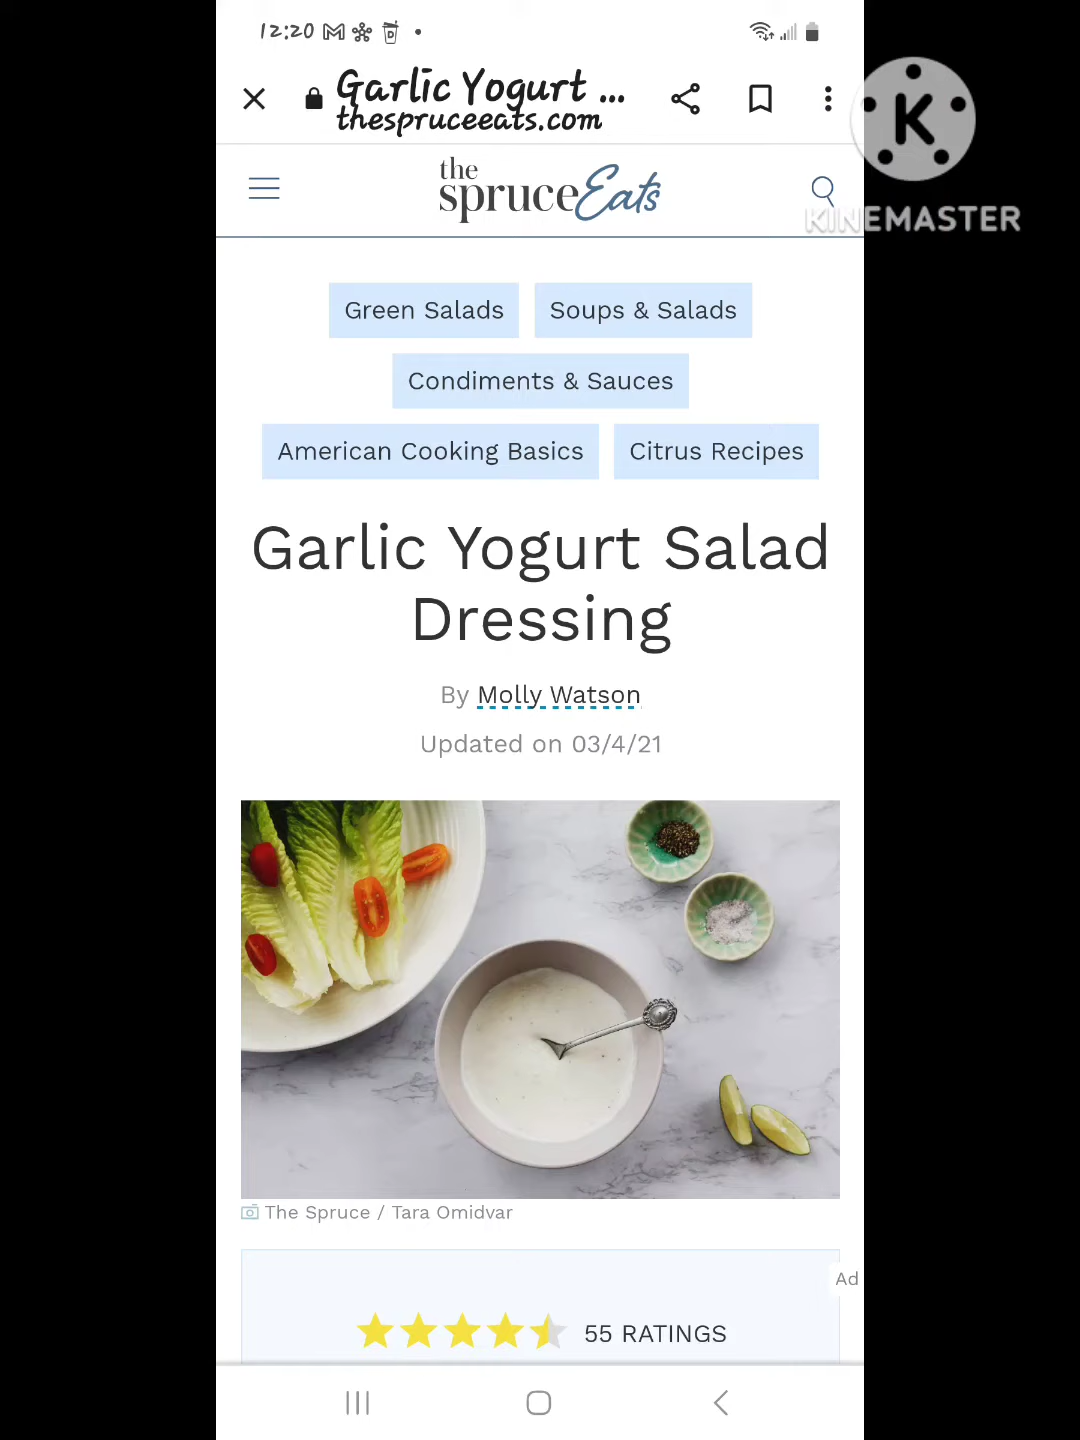 12:20
Garlic Yogurt ...
thespruceeats.com
K
KINEMASTER
the
spruceEats
Green Salads
Soups & Salads
Condiments & Sauces
American Cooking Basics
Citrus Recipes
Garlic Yogurt Salad
Dressing
By Molly Watson
Updated on 03/4/21
The Spruce / Tara Omidvar
Ad
55 RATINGS